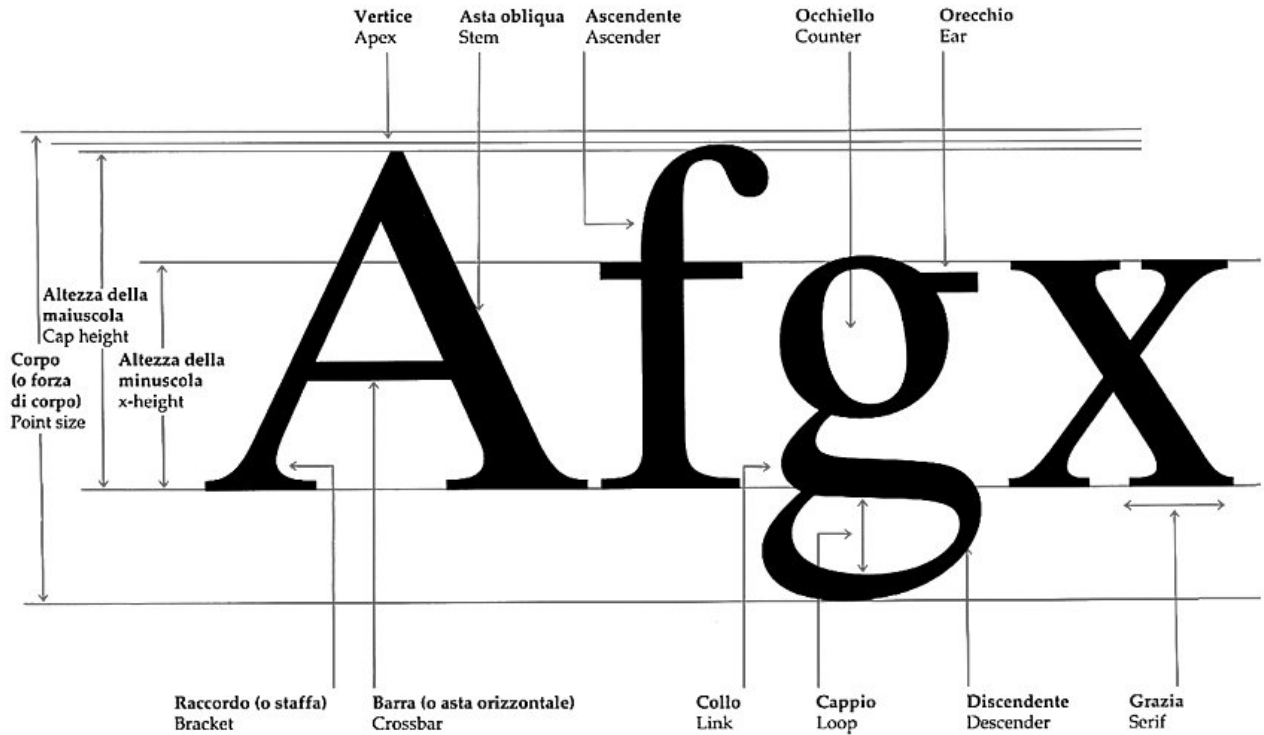 Vertice
Apex
Asta obliqua
Stem
Ascendente
Ascender
Occhiello
Counter
Orecchio
Ear
Afgx
Altezza della
maiuscola
Cap height
Corpo
(o forza
di corpo)
Point size
Altezza della
minuscola
x-height
Raccordo (o staffa)
Bracket
Barra (o asta orizzontale)
Crossbar
Collo
Link
Cappio
Loop
Discendente
Descender
Grazia
Serif